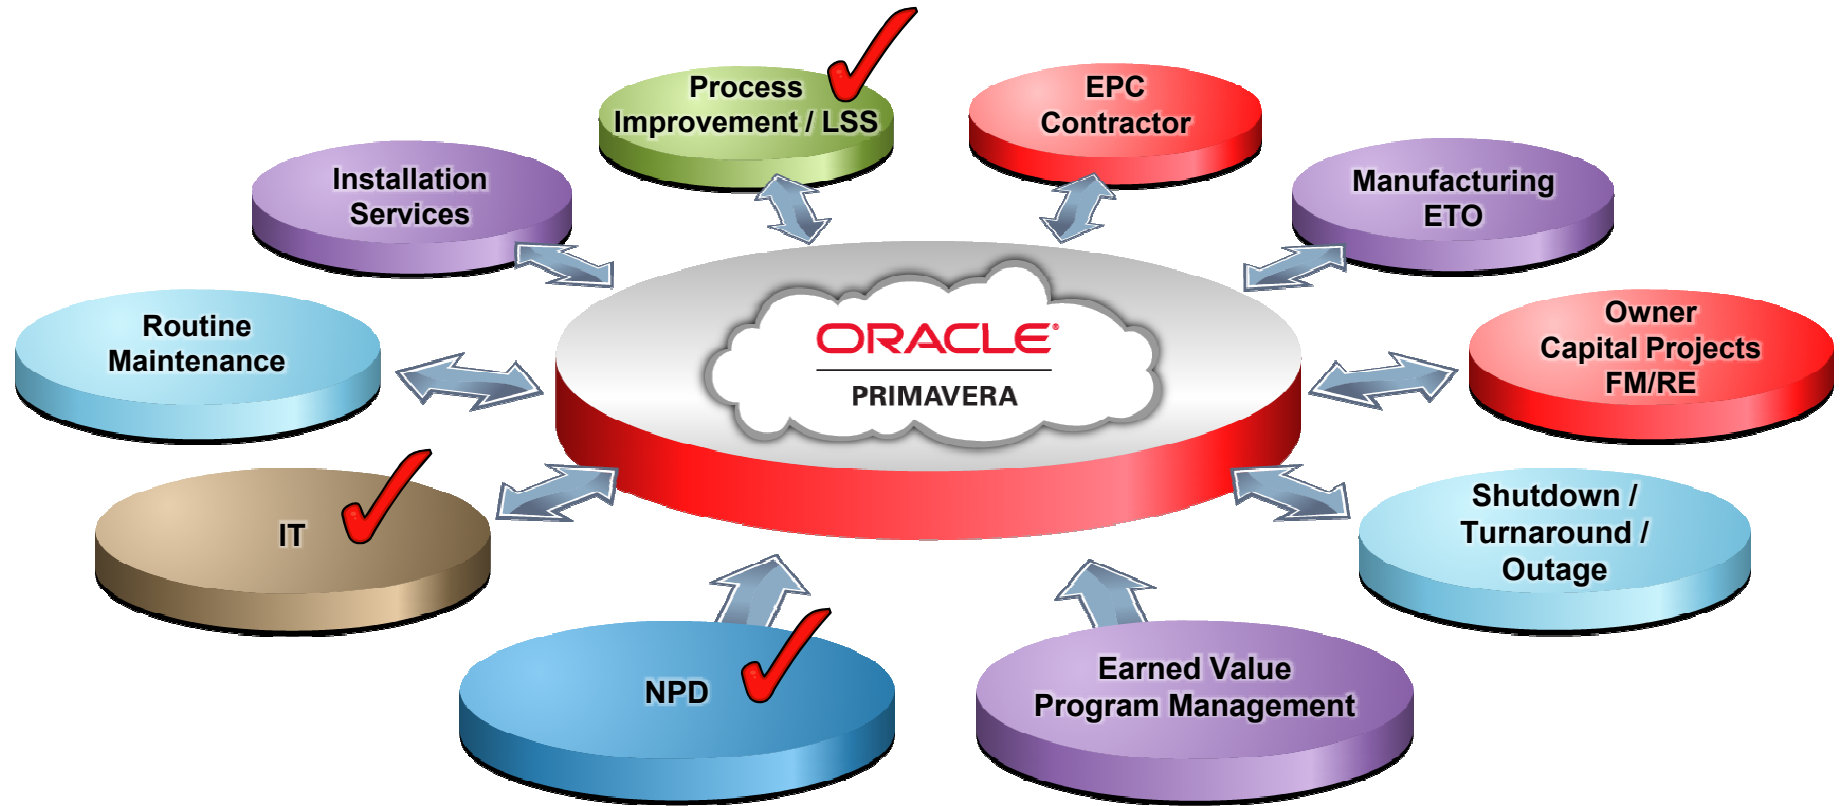 Process
Improvement / LSS
EPC
Contractor
Installation
Services
Manufacturing
ETO
Routine
Maintenance
ORACLE®
PRIMAVERA
Owner
Capital Projects
FM/RE
IT
Shutdown /
Turnaround /
Outage
NPD
Earned Value
Program Management